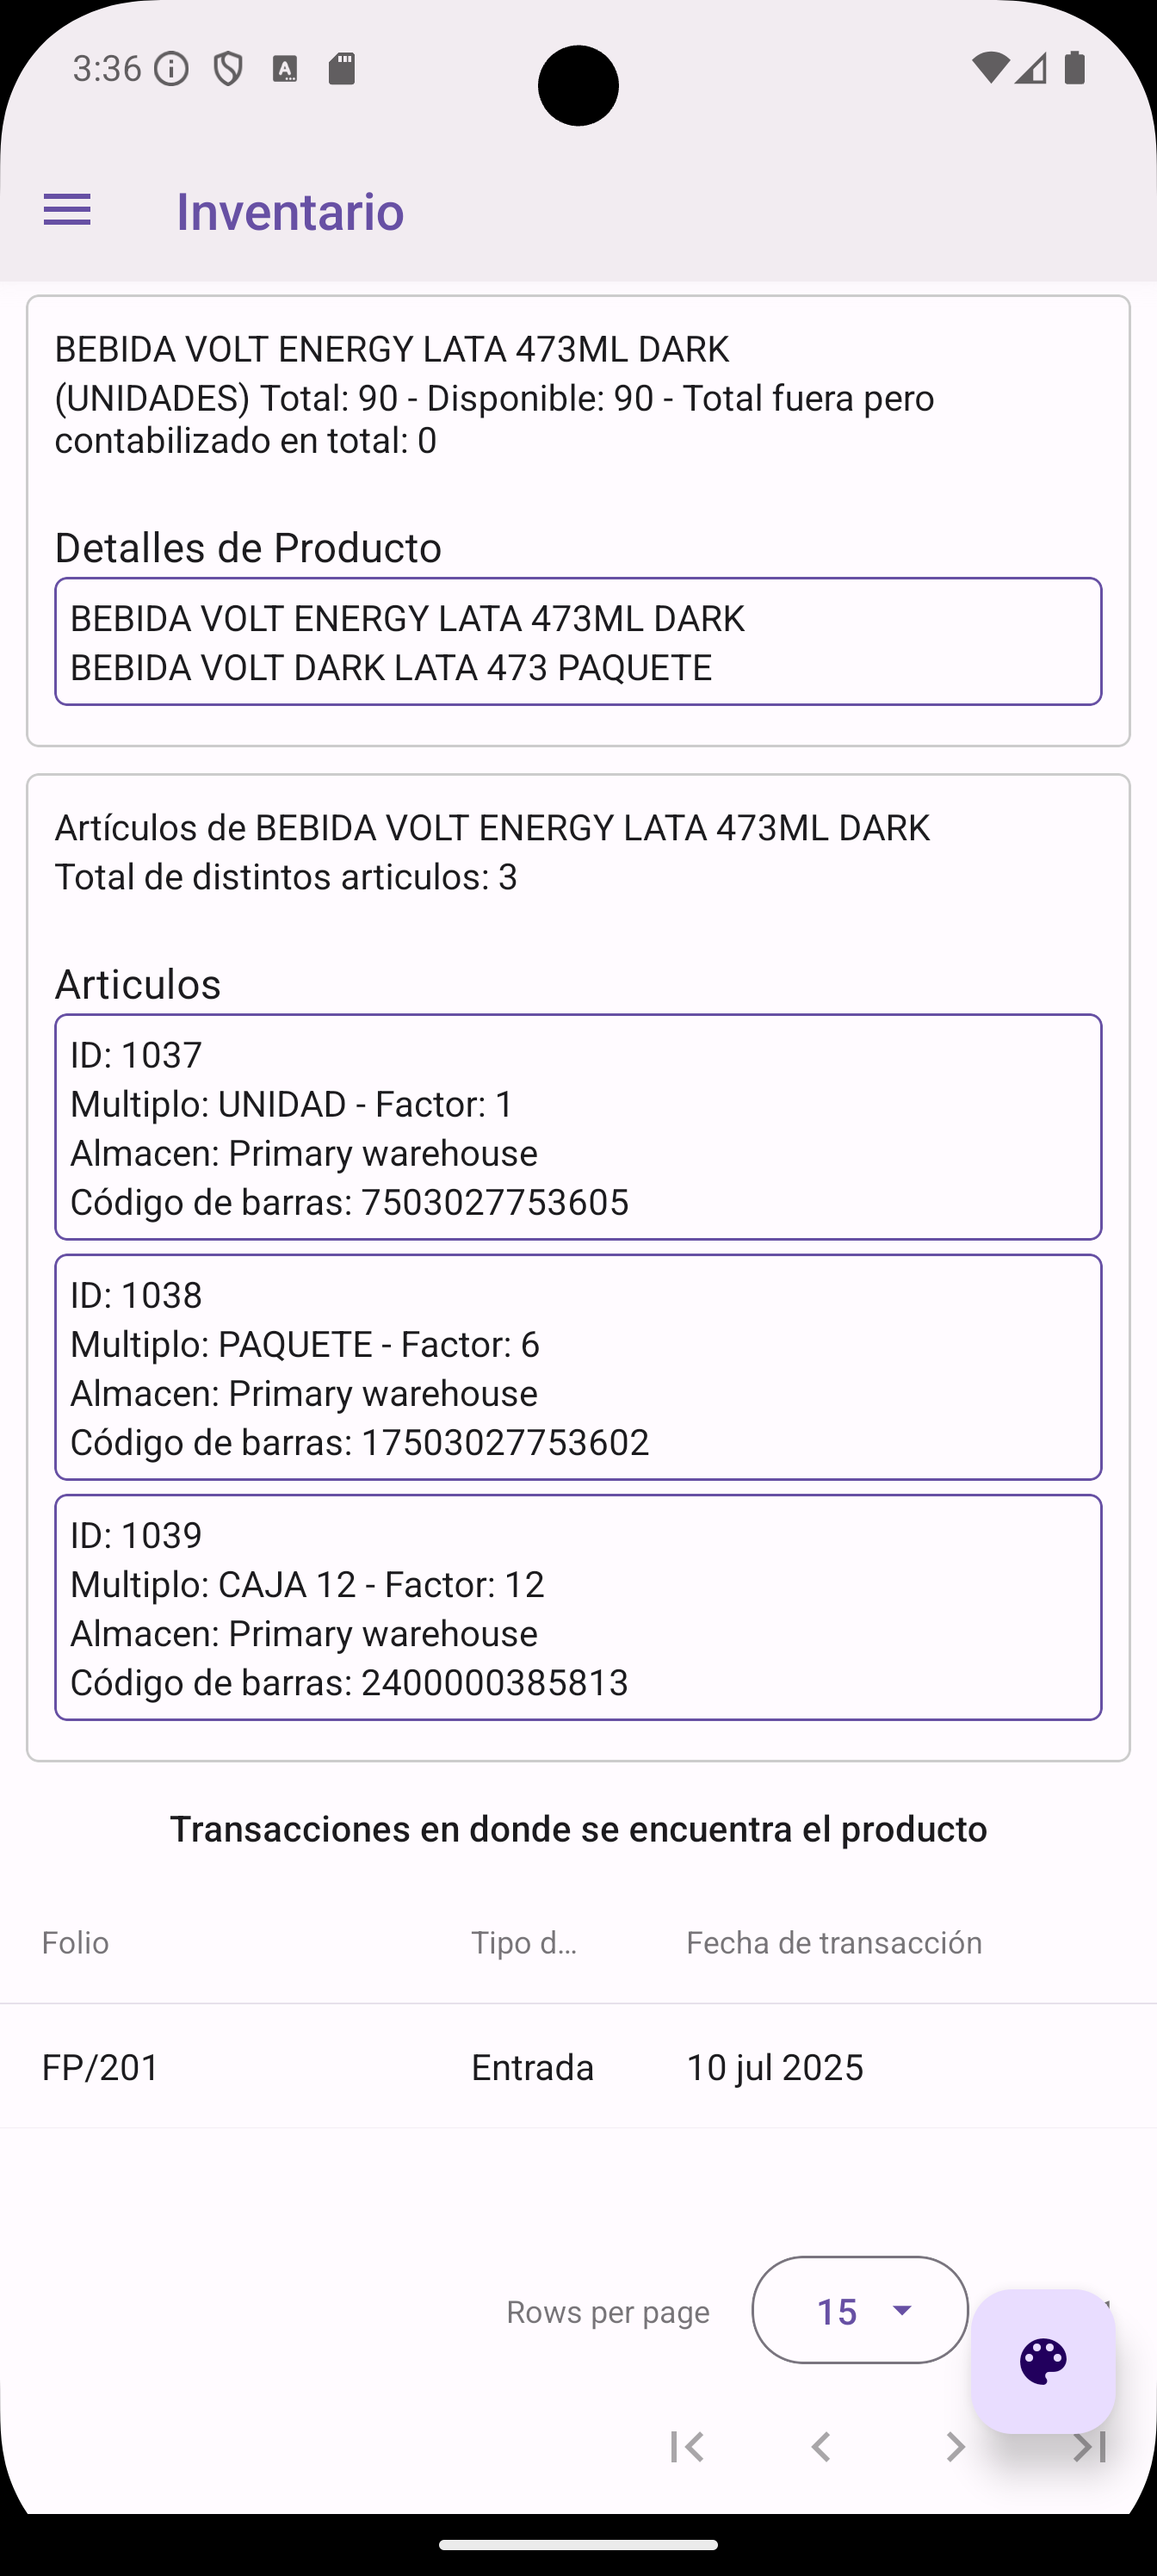 3:36
Inventario
BEBIDA VOLT ENERGY LATA 473ML DARK
(UNIDADES) Total: 90 - Disponible: 90 - Total fuera pero
contabilizado en total: 0
Detalles de Producto
BEBIDA VOLT ENERGY LATA 473ML DARK
BEBIDA VOLT DARK LATA 473 PAQUETE
Artículos de BEBIDA VOLT ENERGY LATA 473ML DARK
Total de distintos articulos: 3
Articulos
ID: 1037
Multiplo: UNIDAD - Factor: 1
Almacen: Primary warehouse
Código de barras: 7503027753605
ID: 1038
Multiplo: PAQUETE - Factor: 6
Almacen: Primary warehouse
Código de barras: 17503027753602
ID: 1039
Multiplo: CAJA 12 - Factor: 12
Almacen: Primary warehouse
Código de barras: 2400000385813
Transacciones en donde se encuentra el producto
Folio Tipo d... Fecha de transacción
FP/201 Entrada 10 jul 2025
Rows per page 15